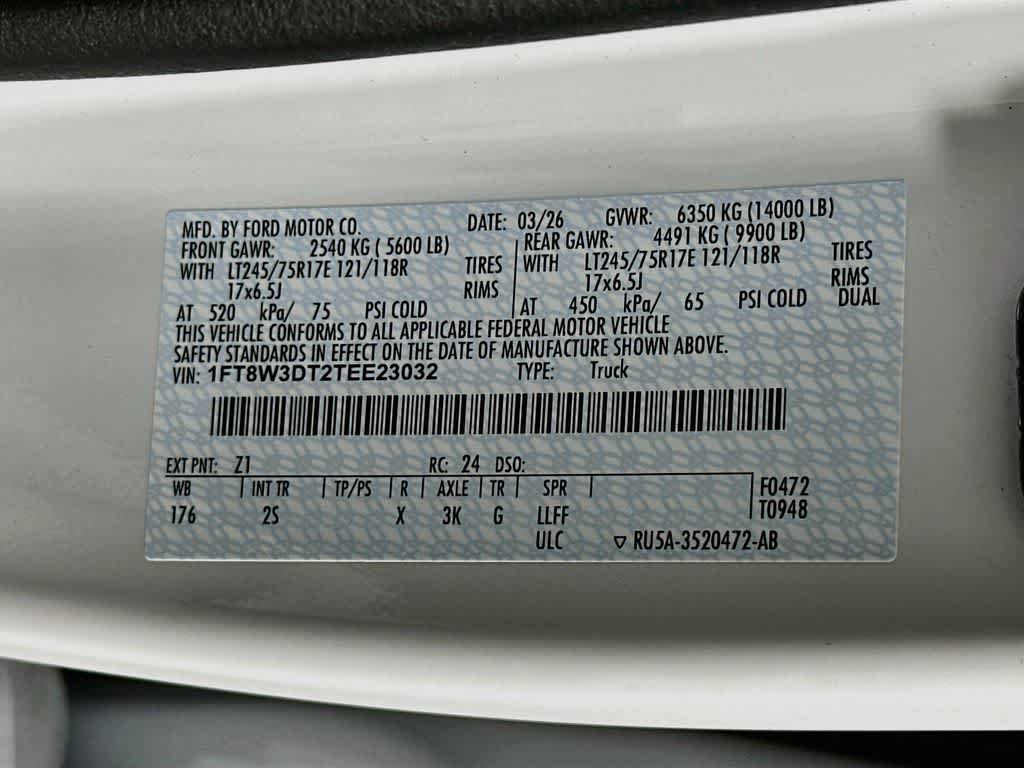 MFD. BY FORD MOTOR CO. DATE: 03/26 GVWR: 6350 KG (14000 LB)
FRONT GAWR: 2540 KG ( 5600 LB) REAR GAWR: 4491 KG ( 9900 LB)
WITH LT245/75R17E 121/118R TIRES WITH LT245/75R17E 121/118R TIRES
17x6.5J RIMS 17x6.5J RIMS
AT 520 kPa/ 75 PSI COLD AT 450 kPa/ 65 PSI COLD DUAL
THIS VEHICLE CONFORMS TO ALL APPLICABLE FEDERAL MOTOR VEHICLE
SAFETY STANDARDS IN EFFECT ON THE DATE OF MANUFACTURE SHOWN ABOVE.
VIN: 1FT8W3DT2TEE23032 TYPE: Truck
EXT PNT: Z1 RC: 24 DSO:
WB INT TR TP/PS R AXLE TR SPR F0472
176 2S X 3K G LLFF T0948
ULC ▽ RU5A-3520472-AB